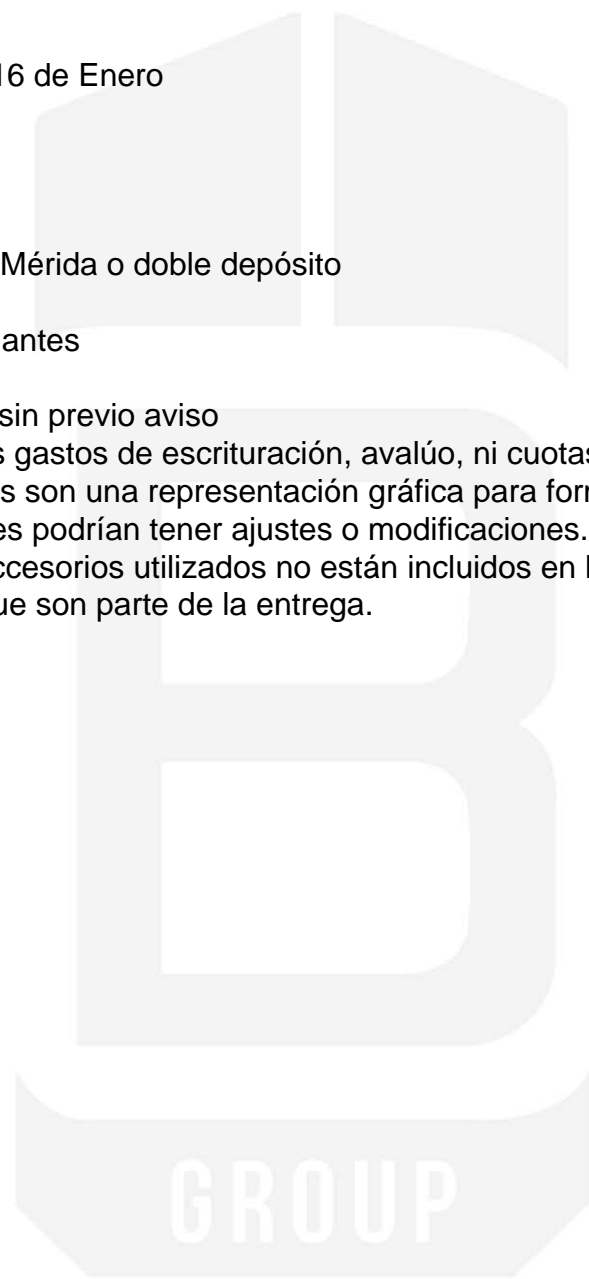 16 de Enero
Mérida o doble depósito
antes
sin previo aviso
s gastos de escrituración, avalúo, ni cuotas
s son una representación gráfica para for
es podrían tener ajustes o modificaciones.
ccesorios utilizados no están incluidos en
ue son parte de la entrega.
B
GROUP